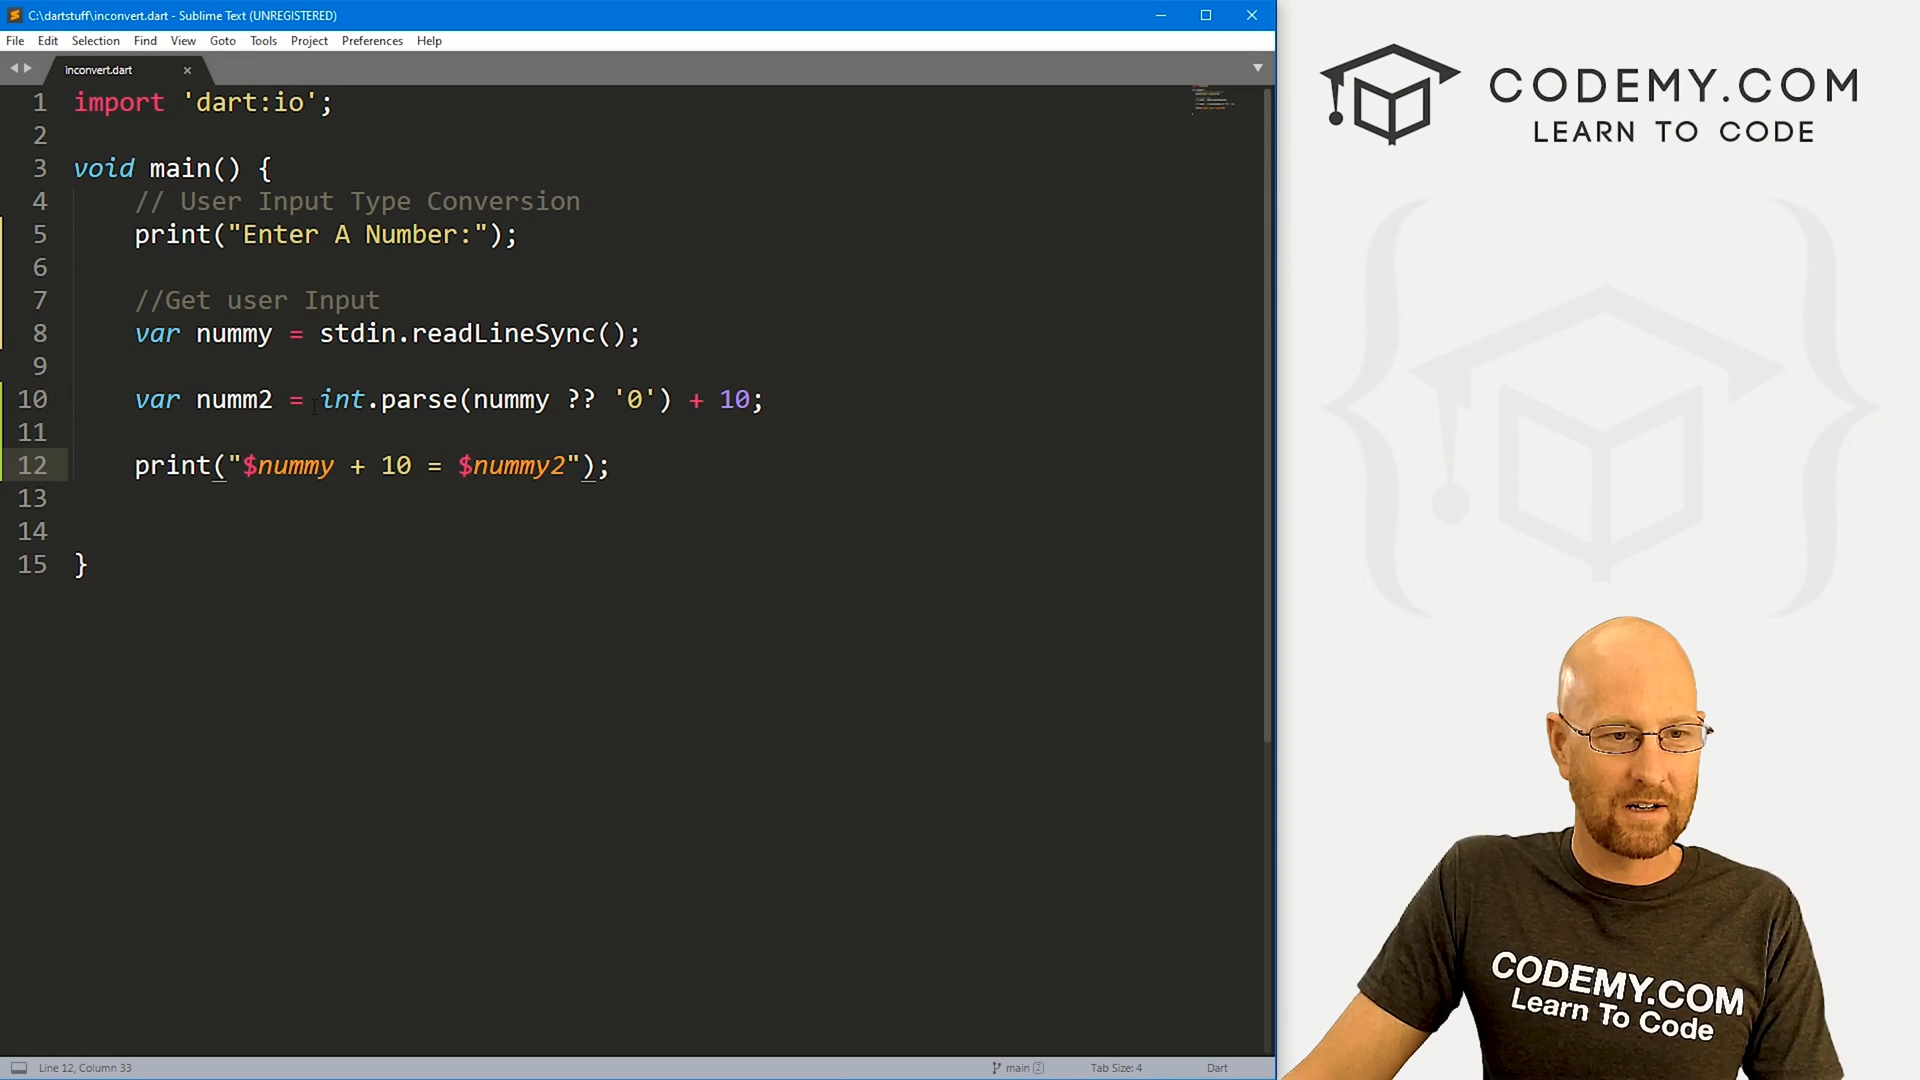 C:\dartstuff\inconvert.dart - Sublime Text (UNREGISTERED)
File Edit Selection Find View Goto Tools Project Preferences Help
inconvert.dart
1 import 'dart:io';
2
3 void main() {
4 // User Input Type Conversion
5 print("Enter A Number:");
6
7 //Get user Input
8 var nummy = stdin.readLineSync();
9
10 var numm2 = int.parse(nummy ?? '0') + 10;
11
12 print("$nummy + 10 = $nummy2");
13
14
15 }
Line 12, Column 33
main 2
Tab Size: 4
Dart
CODEMY.COM
LEARN TO CODE
CODEMY.COM
Learn To Code